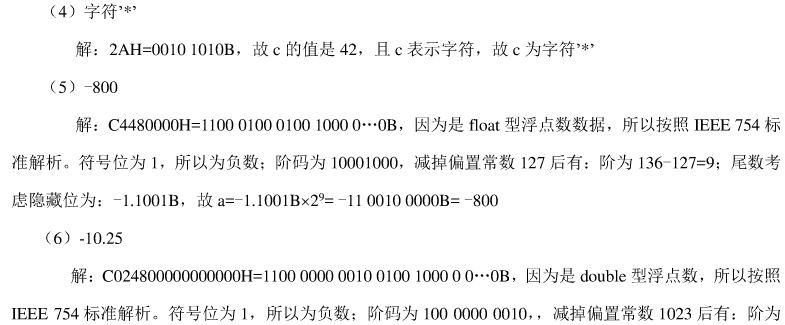 （4）字符’*’
解：2AH=0010 1010B，故 c 的值是 42，且 c 表示字符，故 c 为字符’*’
（5）-800
解：C4480000H=1100 0100 0100 1000 0 0⋯0B，因为是 float 型浮点数数据，所以按照 IEEE 754 标
准解析。符号位为 1，所以为负数；阶码为 10001000，减掉偏置常数 127 后有：阶为 136-127=9；尾数考
虑隐藏位为：-1.1001B，故 a=-1.1001B×2⁹= -11 0010 0000B= -800
（6）-10.25
解：C024800000000000H=1100 0000 0010 0100 1000 0 0⋯0B，因为是 double 型浮点数，所以按照
IEEE 754 标准解析。符号位为 1，所以为负数；阶码为 100 0000 0010，，减掉偏置常数 1023 后有：阶为